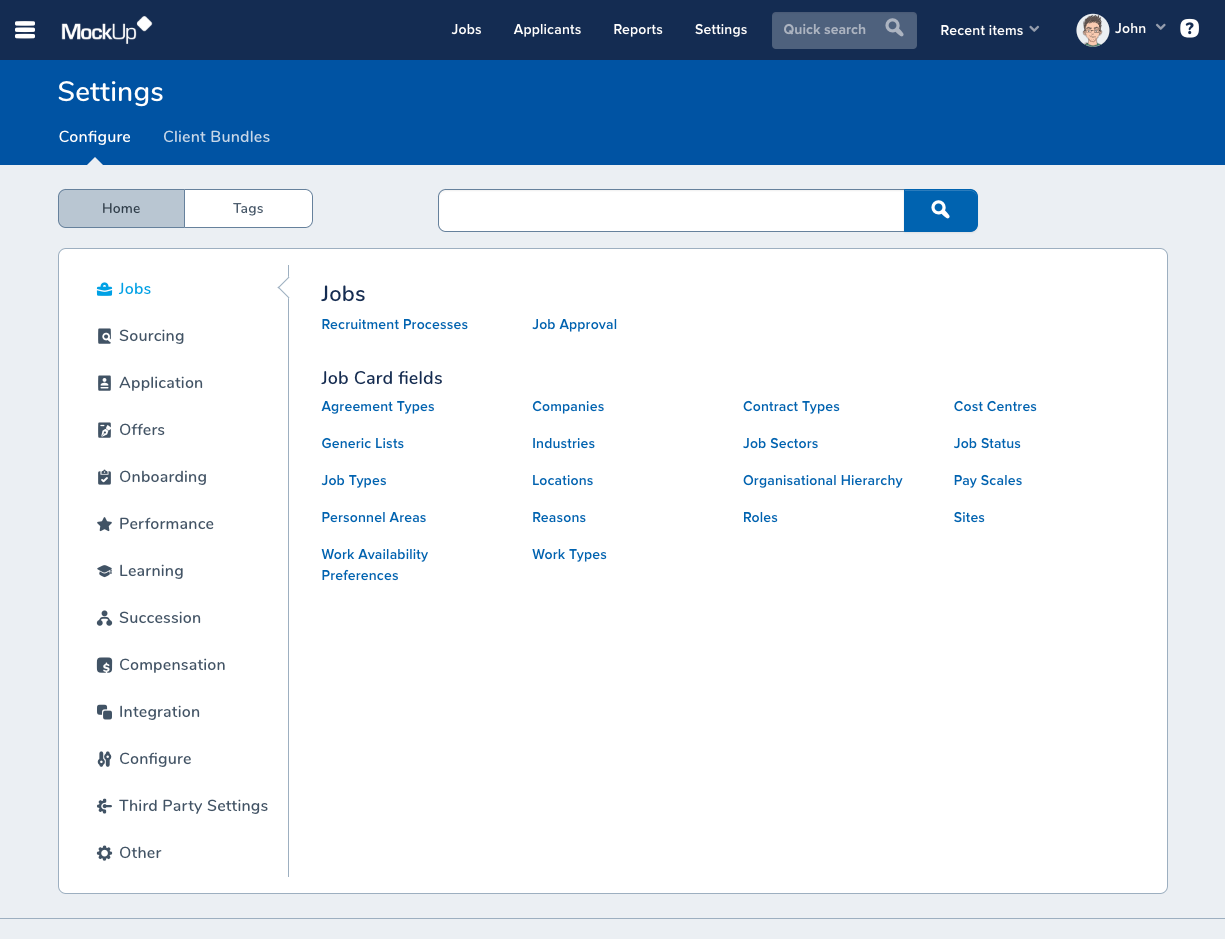 MockUp Jobs Applicants Reports Settings Quick search Recent items John ?
Settings
Configure Client Bundles
Home Tags
Jobs
Sourcing
Application
Offers
Onboarding
Performance
Learning
Succession
Compensation
Integration
Configure
Third Party Settings
Other
Jobs
Recruitment Processes Job Approval
Job Card fields
Agreement Types Companies Contract Types Cost Centres
Generic Lists Industries Job Sectors Job Status
Job Types Locations Organisational Hierarchy Pay Scales
Personnel Areas Reasons Roles Sites
Work Availability Work Types
Preferences